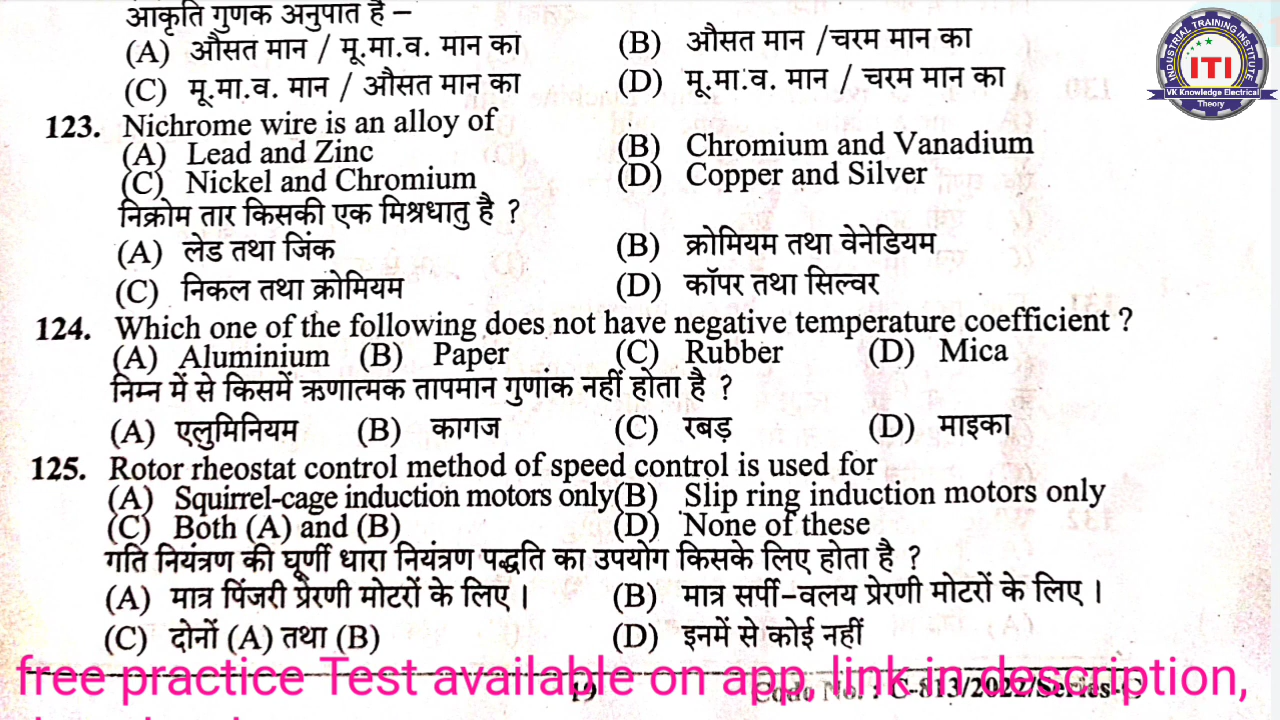 आकृति गुणक अनुपात है –
(A) औसत मान / मू.मा.व. मान का (B) औसत मान /चरम मान का
(C) मू.मा.व. मान / औसत मान का (D) मू.मा.व. मान / चरम मान का
123. Nichrome wire is an alloy of
(A) Lead and Zinc (B) Chromium and Vanadium
(C) Nickel and Chromium (D) Copper and Silver
निक्रोम तार किसकी एक मिश्रधातु है ?
(A) लेड तथा जिंक (B) क्रोमियम तथा वेनेडियम
(C) निकल तथा क्रोमियम (D) कॉपर तथा सिल्वर
124. Which one of the following does not have negative temperature coefficient ?
(A) Aluminium (B) Paper (C) Rubber (D) Mica
निम्न में से किसमें ऋणात्मक तापमान गुणांक नहीं होता है ?
(A) एलुमिनियम (B) कागज (C) रबड़ (D) माइका
125. Rotor rheostat control method of speed control is used for
(A) Squirrel-cage induction motors only (B) Slip ring induction motors only
(C) Both (A) and (B) (D) None of these
गति नियंत्रण की घूर्णी धारा नियंत्रण पद्धति का उपयोग किसके लिए होता है ?
(A) मात्र पिंजरी प्रेरणी मोटरों के लिए । (B) मात्र सर्पी-वलय प्रेरणी मोटरों के लिए ।
(C) दोनों (A) तथा (B) (D) इनमें से कोई नहीं
free practice Test available on app, link in description,
19 Code No. : C-813/2022/Series-C
INDUSTRIAL TRAINING INSTITUTE
ITI
VK Knowledge Electrical
Theory